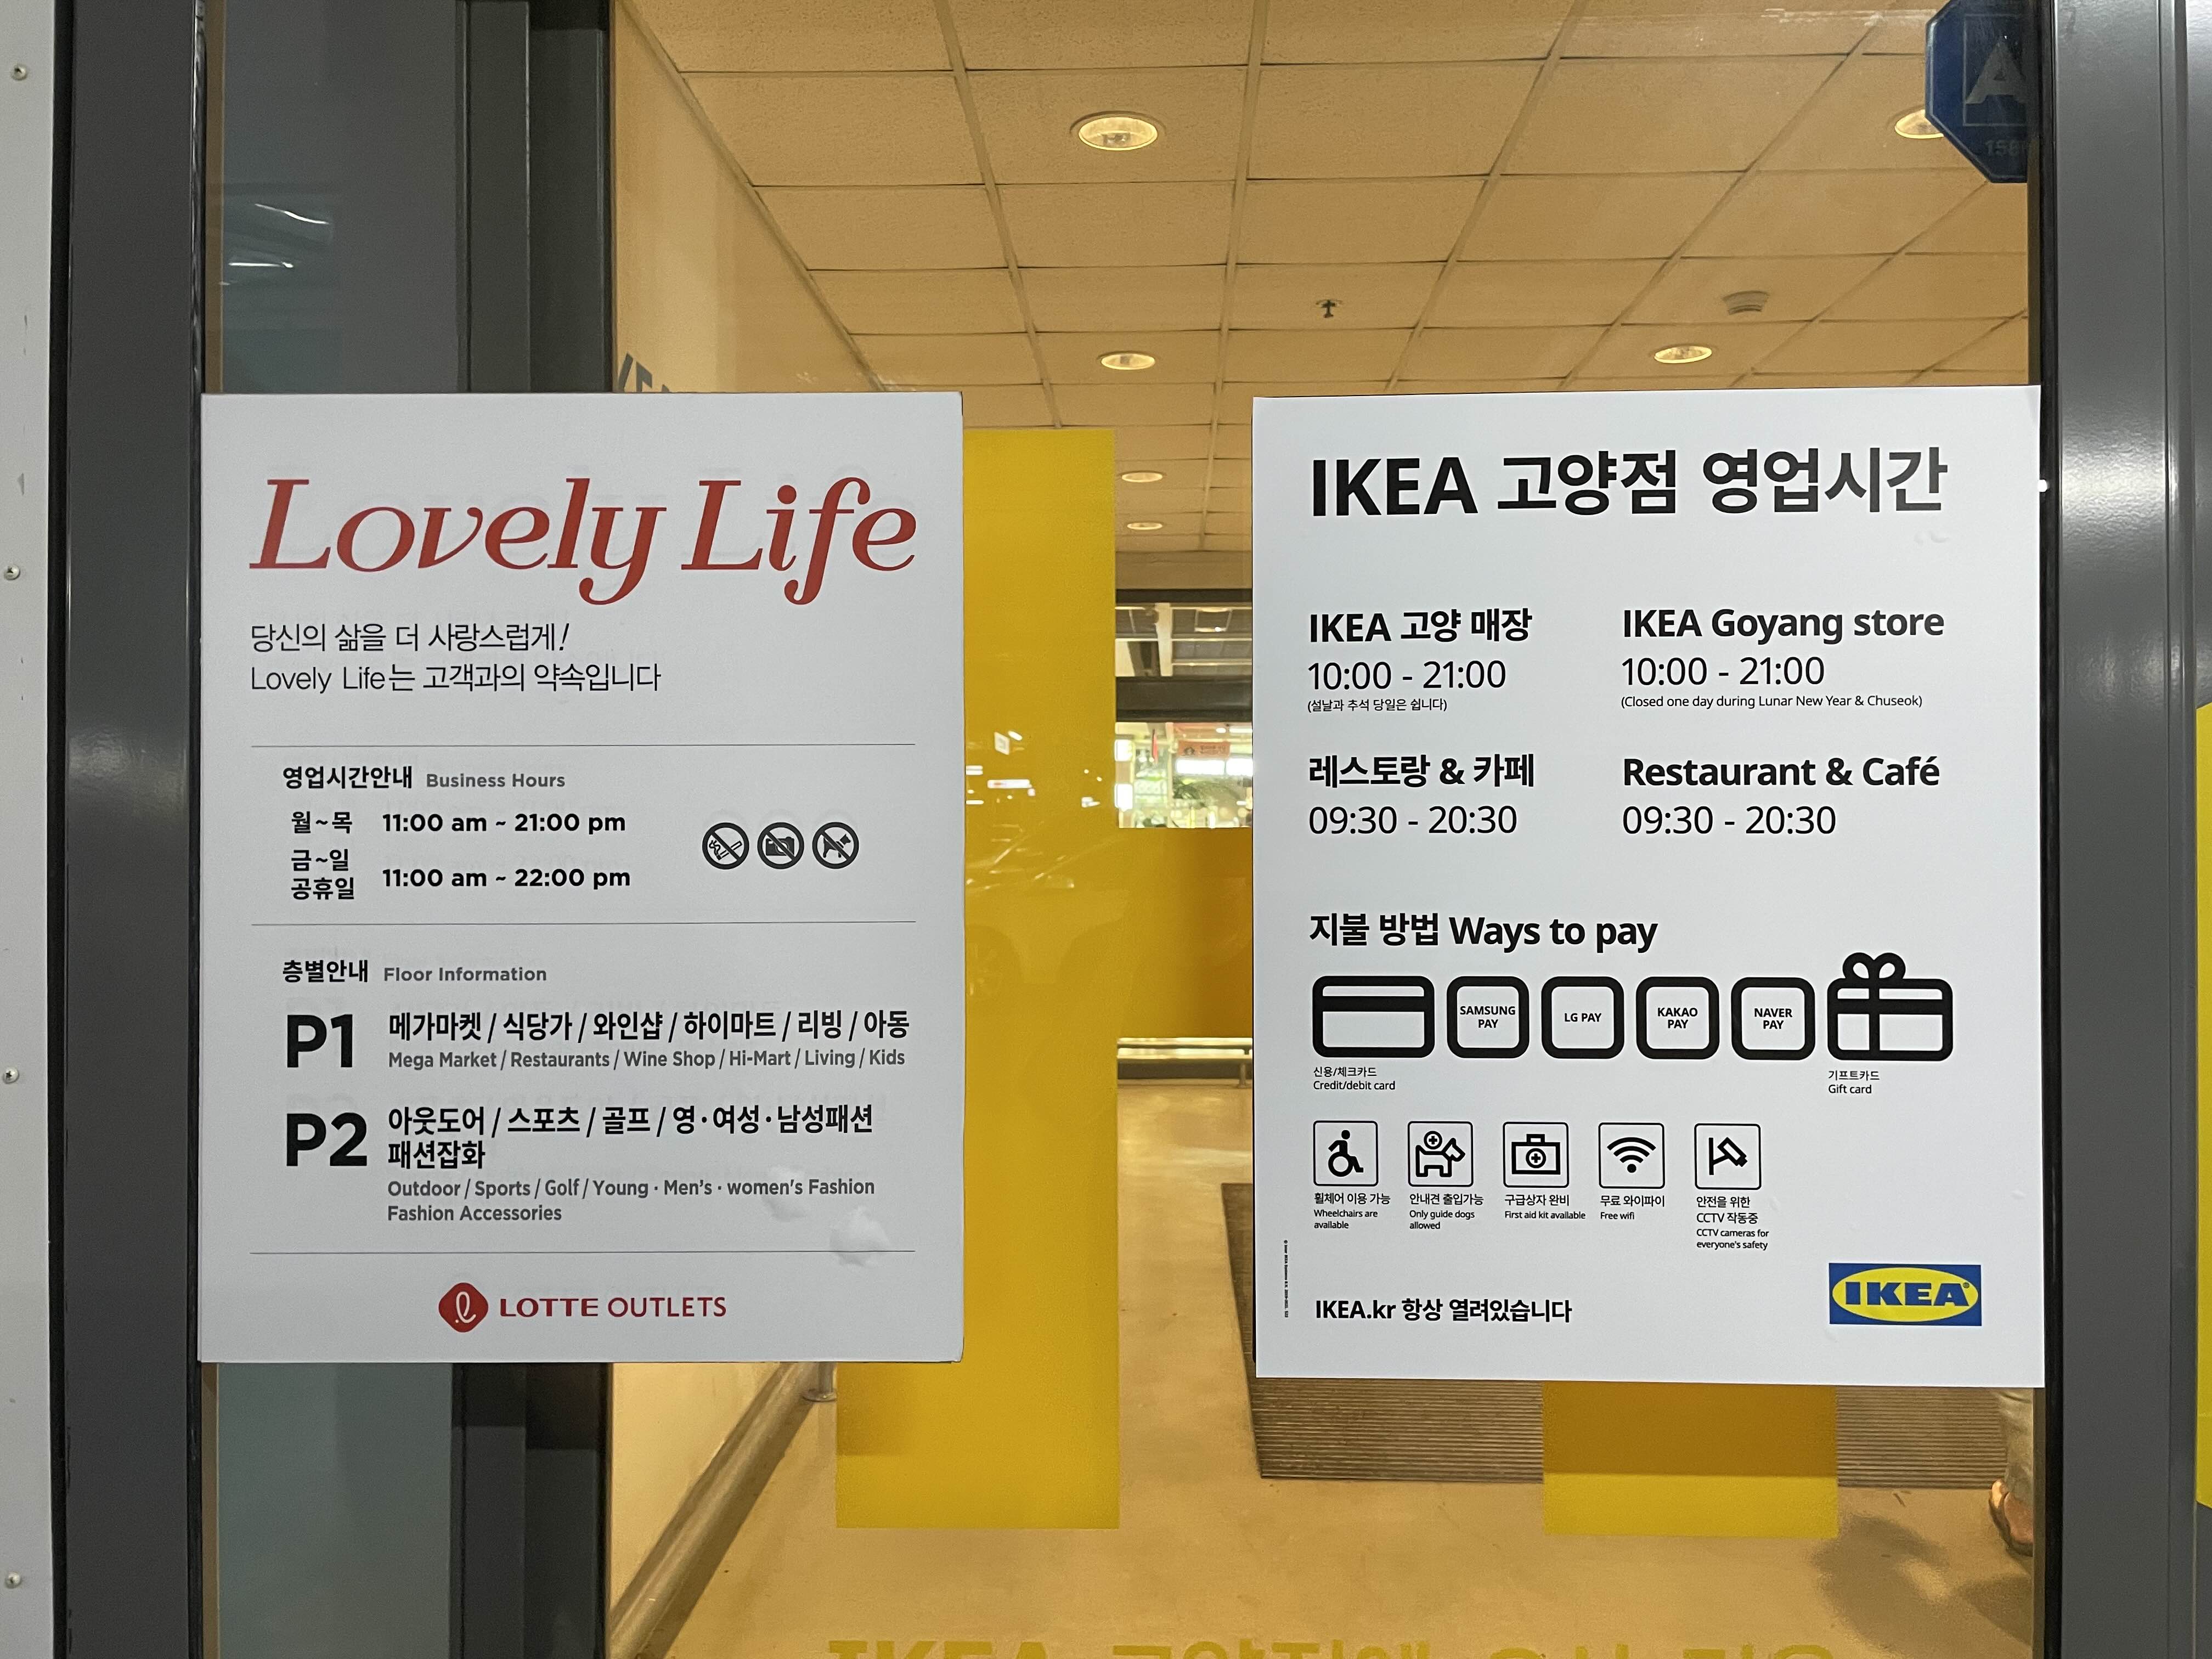 Lovely Life
당신의 삶을 더 사랑스럽게!
Lovely Life는 고객과의 약속입니다
영업시간안내 Business Hours
월~목 11:00 am ~ 21:00 pm
금~일
공휴일 11:00 am ~ 22:00 pm
층별안내 Floor Information
P1 메가마켓 / 식당가 / 와인샵 / 하이마트 / 리빙 / 아동
Mega Market / Restaurants / Wine Shop / Hi-Mart / Living / Kids
P2 아웃도어 / 스포츠 / 골프 / 영·여성·남성패션
패션잡화
Outdoor / Sports / Golf / Young · Men's · women's Fashion
Fashion Accessories
LOTTE OUTLETS
IKEA 고양점 영업시간
IKEA 고양 매장
10:00 - 21:00
(설날과 추석 당일은 쉽니다)
IKEA Goyang store
10:00 - 21:00
(Closed one day during Lunar New Year & Chuseok)
레스토랑 & 카페
09:30 - 20:30
Restaurant & Café
09:30 - 20:30
지불 방법 Ways to pay
SAMSUNG
PAY
LG PAY
KAKAO
PAY
NAVER
PAY
신용/체크카드
Credit/debit card
기프트카드
Gift card
휠체어 이용 가능
Wheelchairs are
available
안내견 출입가능
Only guide dogs
allowed
구급상자 완비
First aid kit available
무료 와이파이
Free wifi
안전을 위한
CCTV 작동중
CCTV cameras for
everyone's safety
IKEA.kr 항상 열려있습니다
IKEA